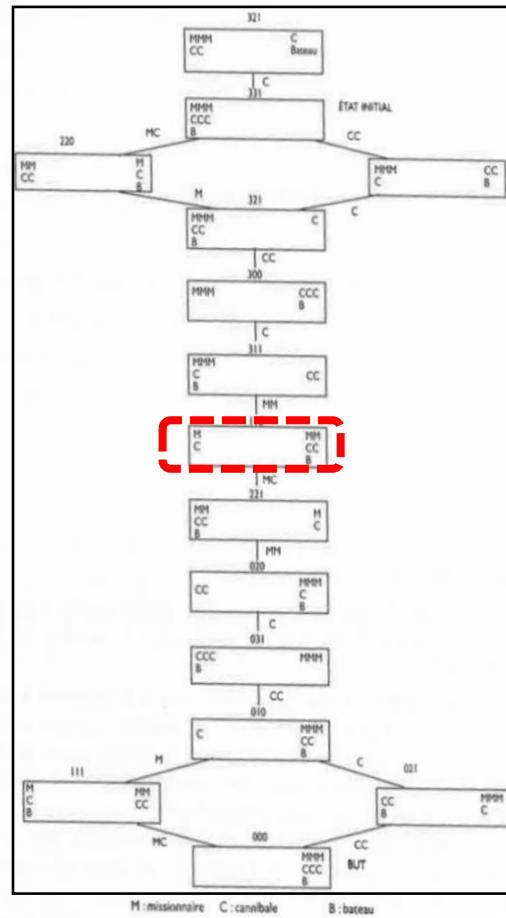 321
MMM C
CC Bateau
C
331
MMM
CCC
B
ÉTAT INITIAL
MC CC
220
MM M
CC C
B
MMM CC
C B
M C
321
MMM C
CC
B
CC
300
MMM CCC
B
C
311
MMM
C CC
B
MM
M MM
C CC
B
MC
221
MM M
CC C
B
MM
020
CC MMM
C
B
C
031
CCC MMM
B
CC
010
C MMM
CC
B
M C
111 021
M MM
C CC
B
CC MMM
B C
MC CC
000
MMM
CCC
B
BUT
M : missionnaire C : cannibale B : bateau